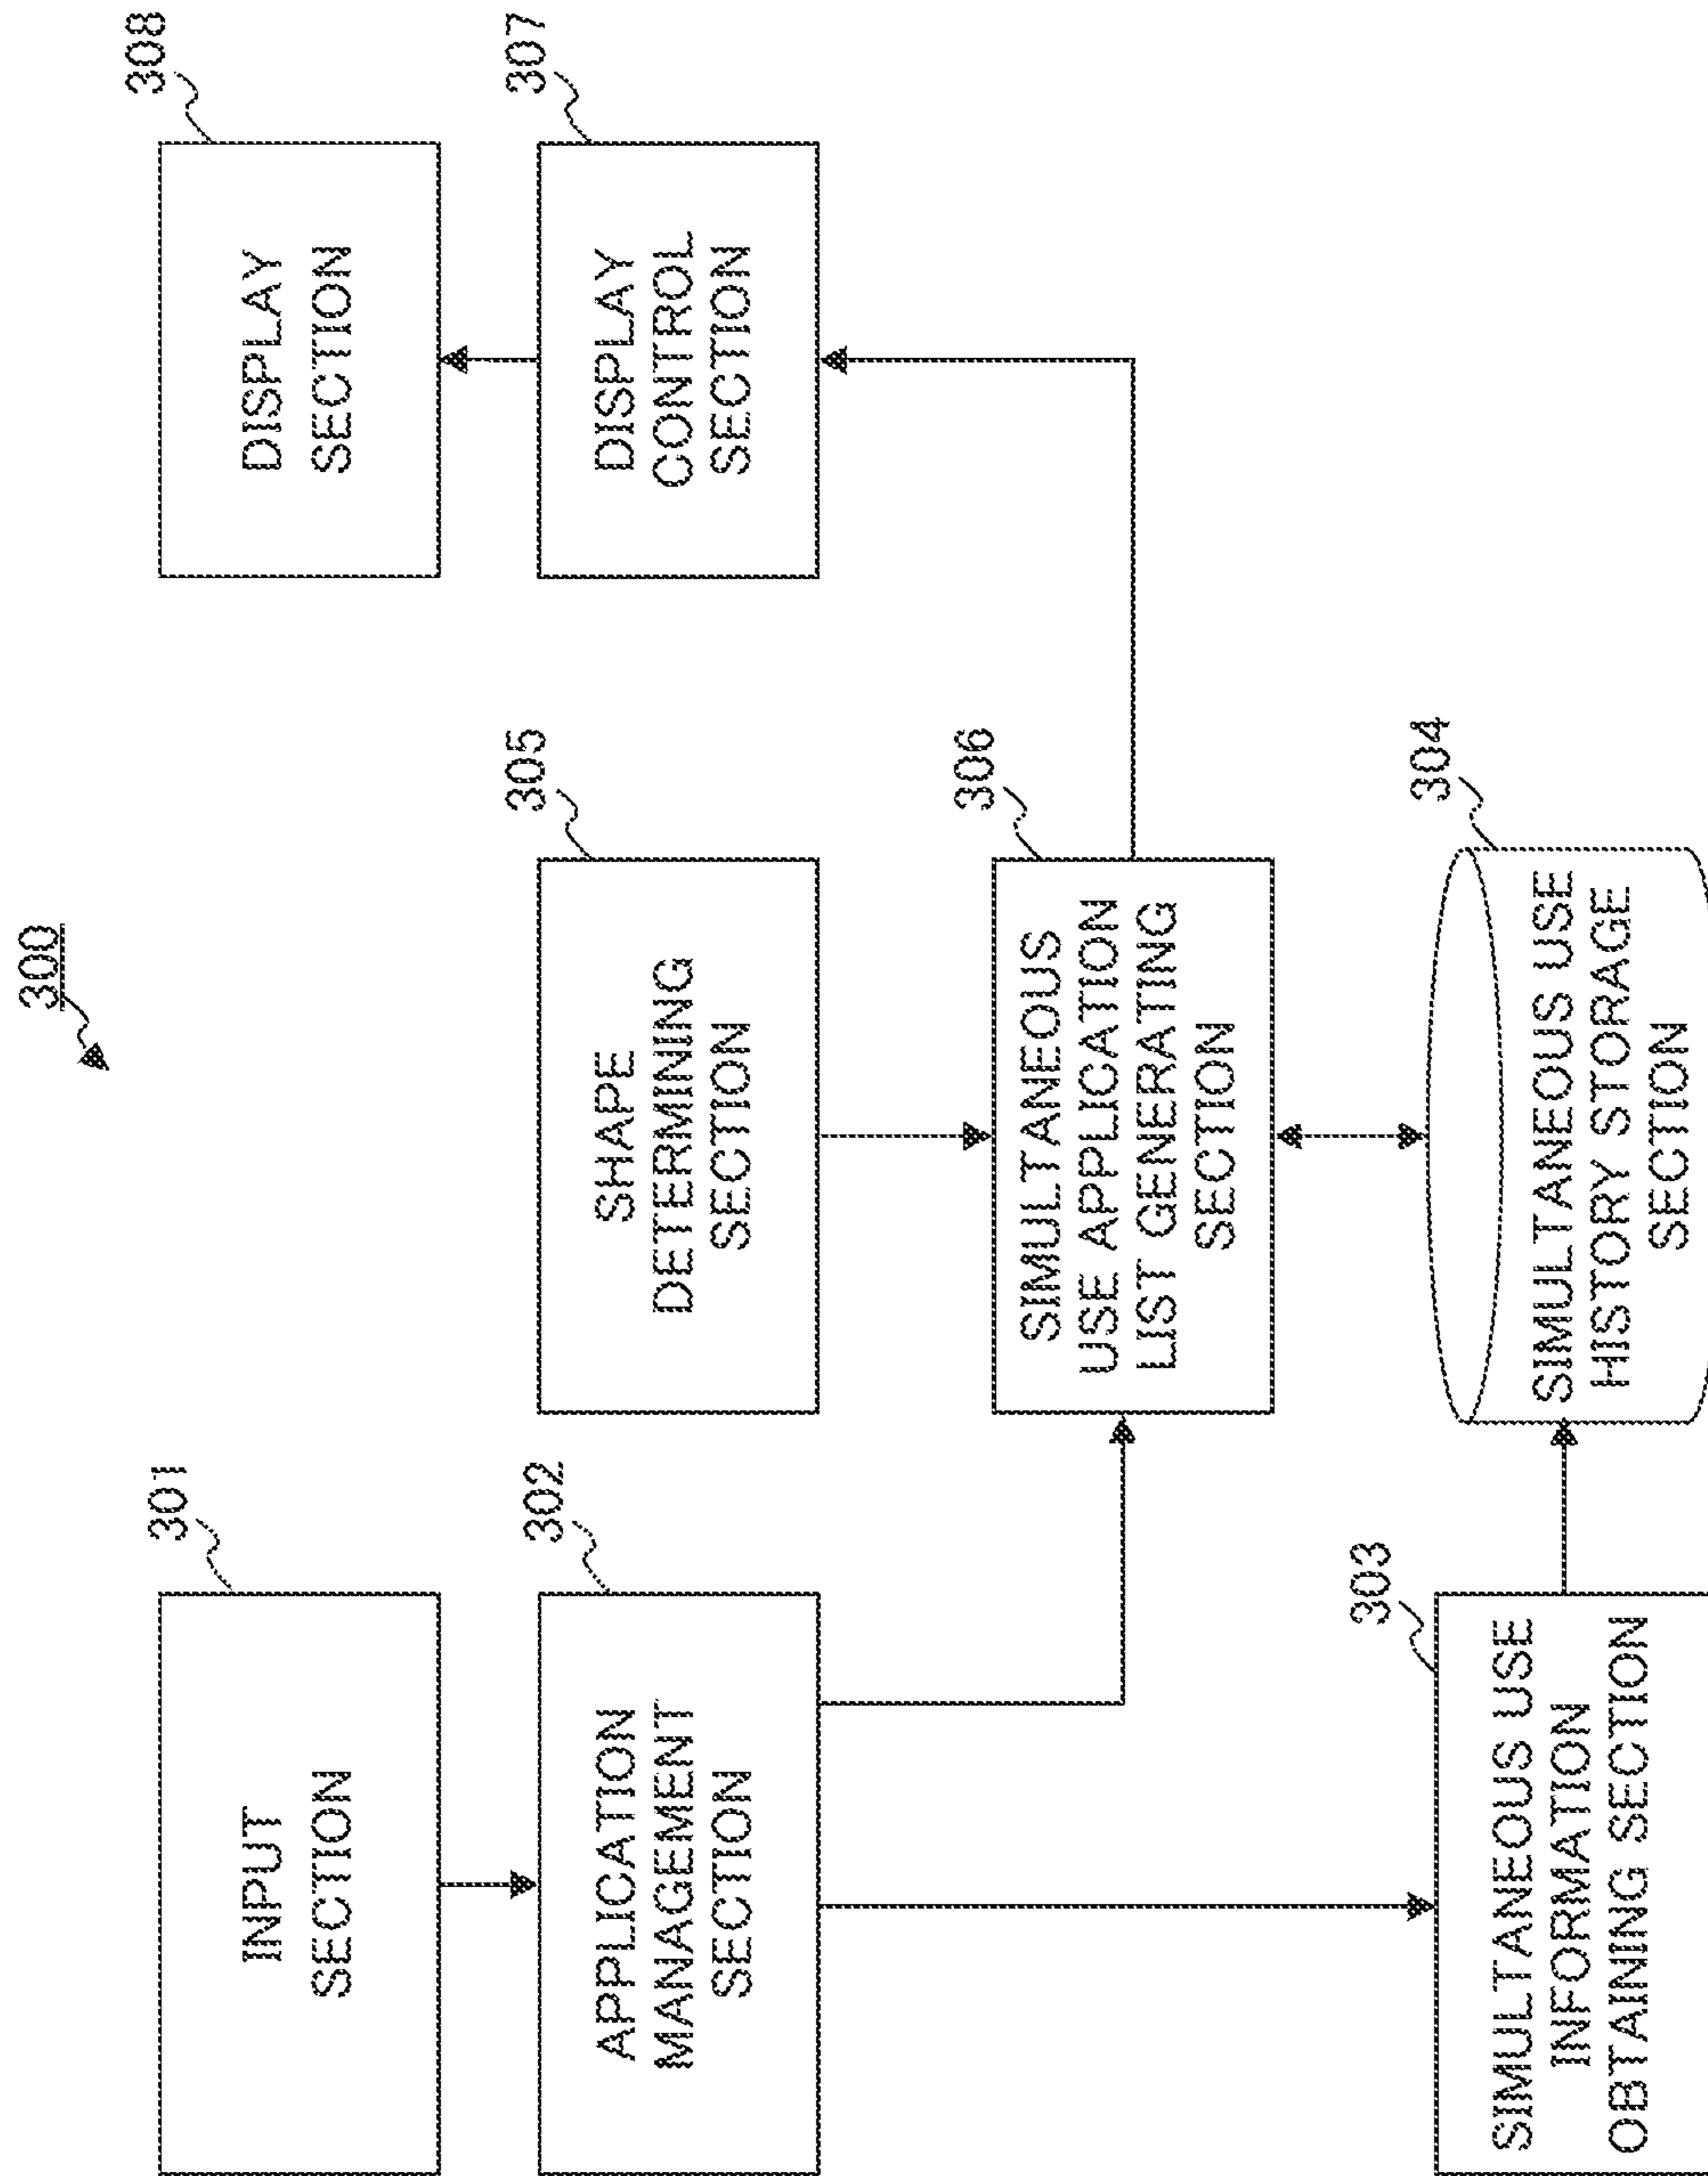 300
301
INPUT
SECTION
302
APPLICATION
MANAGEMENT
SECTION
303
SIMULTANEOUS USE
INFORMATION
OBTAINING SECTION
305
SHAPE
DETERMINING
SECTION
306
SIMULTANEOUS
USE APPLICATION
LIST GENERATING
SECTION
304
SIMULTANEOUS USE
HISTORY STORAGE
SECTION
308
DISPLAY
SECTION
307
DISPLAY
CONTROL
SECTION